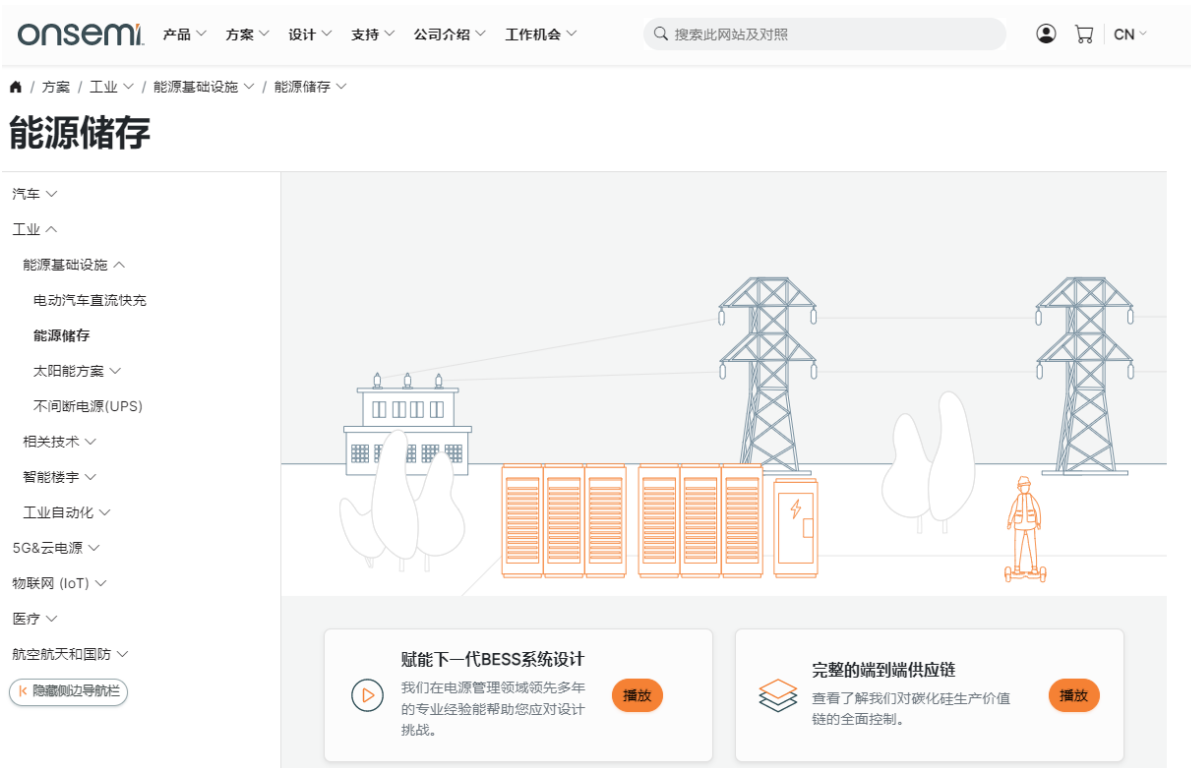 onsemi 产品 方案 设计 支持 公司介绍 工作机会 搜索此网站及对照 CN
/ 方案 / 工业 / 能源基础设施 / 能源储存
能源储存
汽车
工业
能源基础设施
电动汽车直流快充
能源储存
太阳能方案
不间断电源(UPS)
相关技术
智能楼宇
工业自动化
5G&云电源
物联网 (IoT)
医疗
航空航天和国防
隐藏侧边导航栏
赋能下一代BESS系统设计
我们在电源管理领域领先多年
的专业经验能帮助您应对设计
挑战。
播放
完整的端到端供应链
查看了解我们对碳化硅生产价值
链的全面控制。
播放